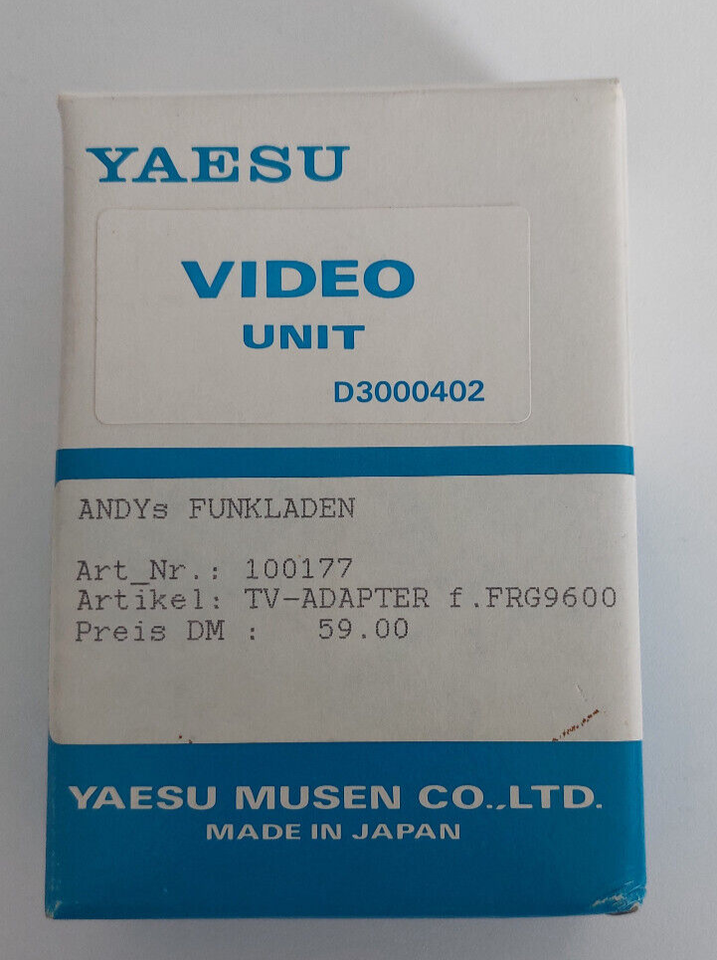 YAESU
VIDEO
UNIT
D3000402
ANDYs FUNKLADEN
Art_Nr.: 100177
Artikel: TV-ADAPTER f.FRG9600
Preis DM : 59.00
YAESU MUSEN CO.,LTD.
MADE IN JAPAN